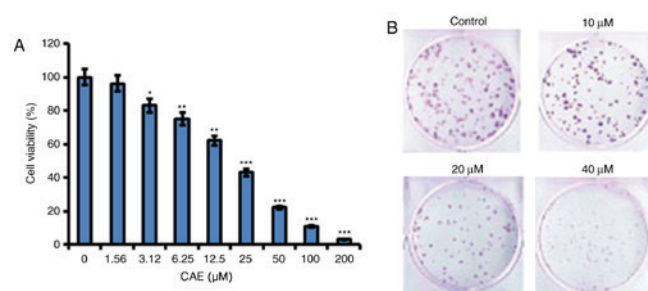 A
120
100
80
60
40
20
0
Cell viability (%)
*
**
**
***
***
***
***
0 1.56 3.12 6.25 12.5 25 50 100 200
CAE (µM)
B
Control 10 µM
20 µM 40 µM